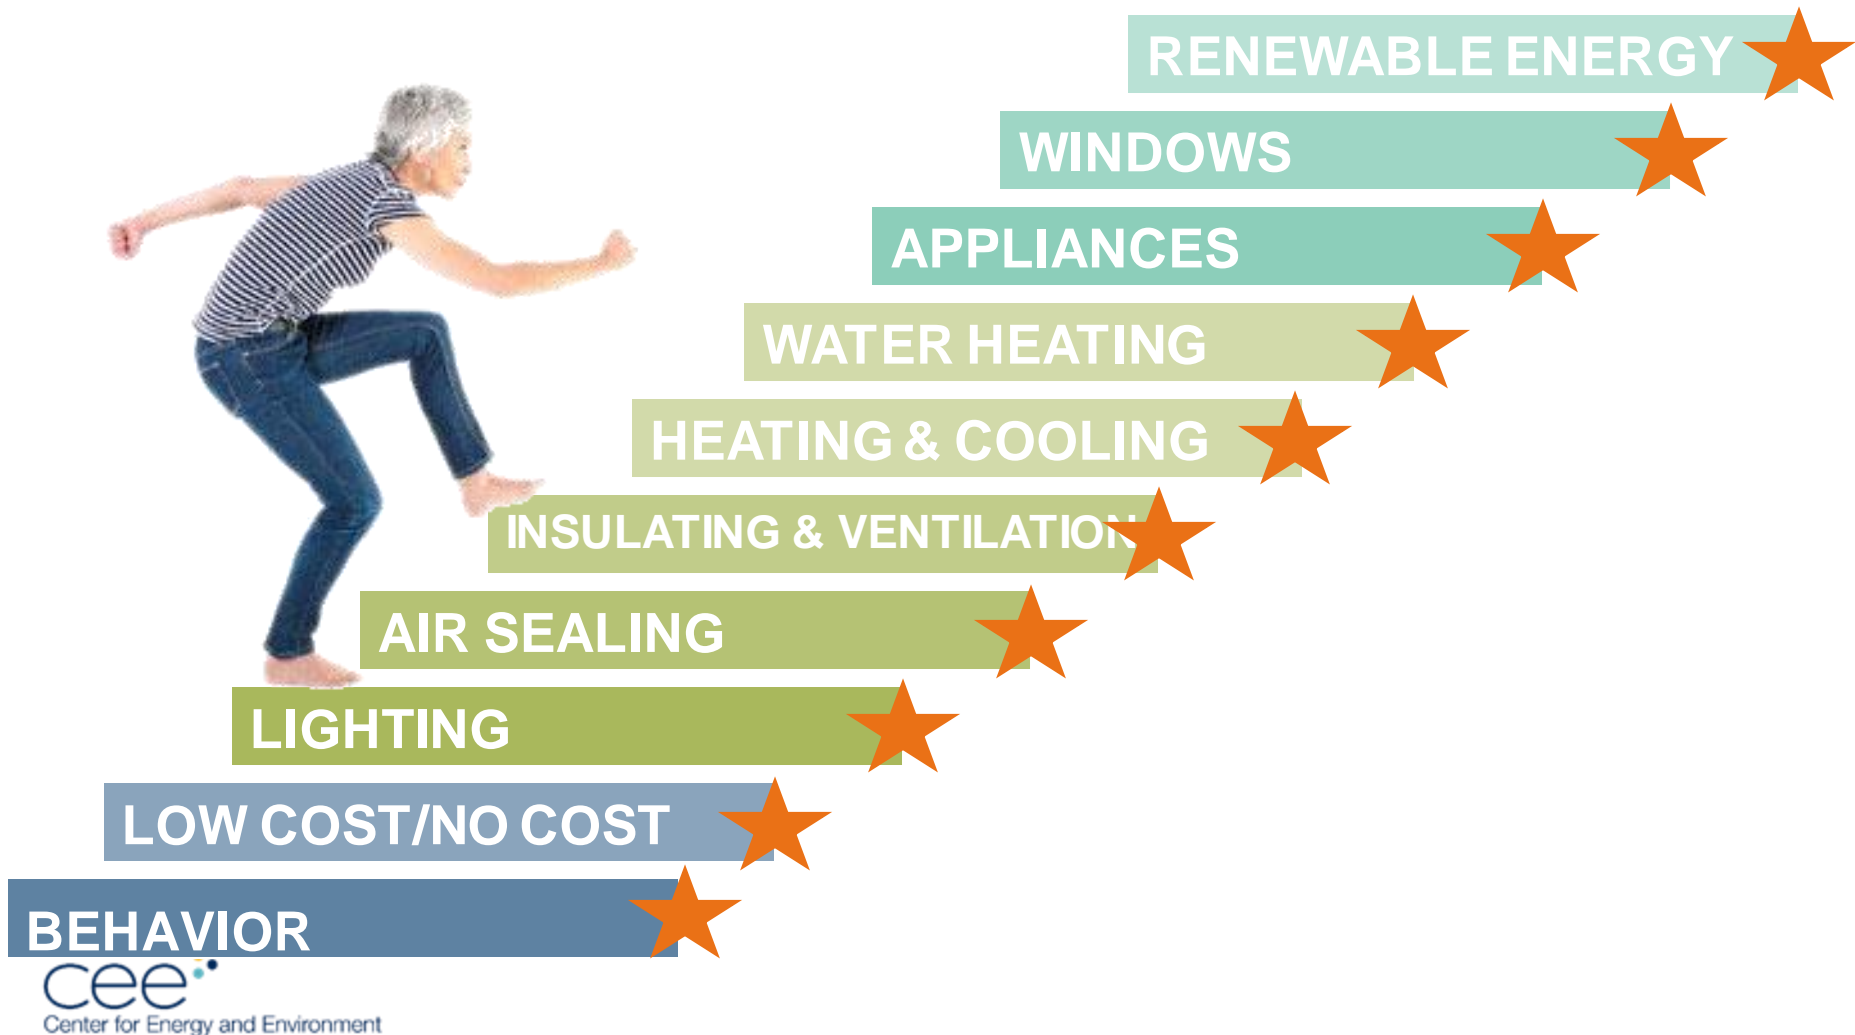 RENEWABLE ENERGY
WINDOWS
APPLIANCES
WATER HEATING
HEATING & COOLING
INSULATING & VENTILATION
AIR SEALING
LIGHTING
LOW COST/NO COST
BEHAVIOR
cee
Center for Energy and Environment